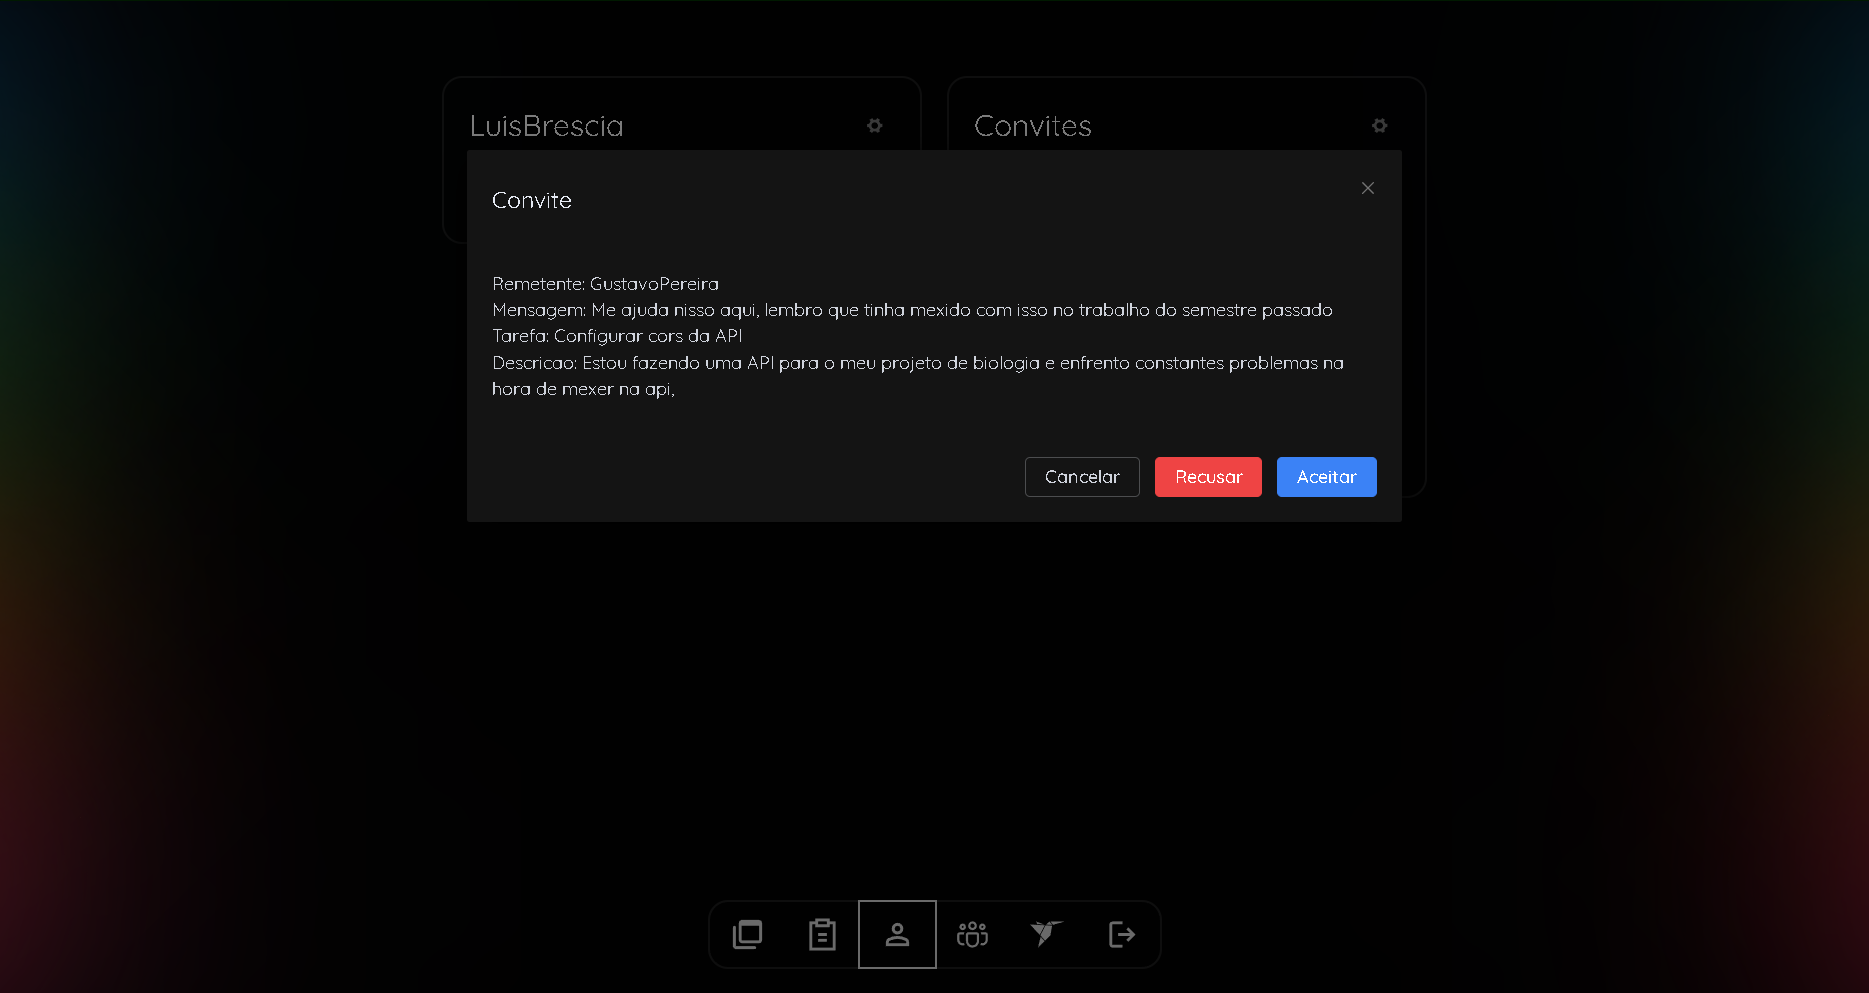 LuisBrescia
Convites
Convite
Remetente: GustavoPereira
Mensagem: Me ajuda nisso aqui, lembro que tinha mexido com isso no trabalho do semestre passado
Tarefa: Configurar cors da API
Descricao: Estou fazendo uma API para o meu projeto de biologia e enfrento constantes problemas na
hora de mexer na api,
Cancelar
Recusar
Aceitar